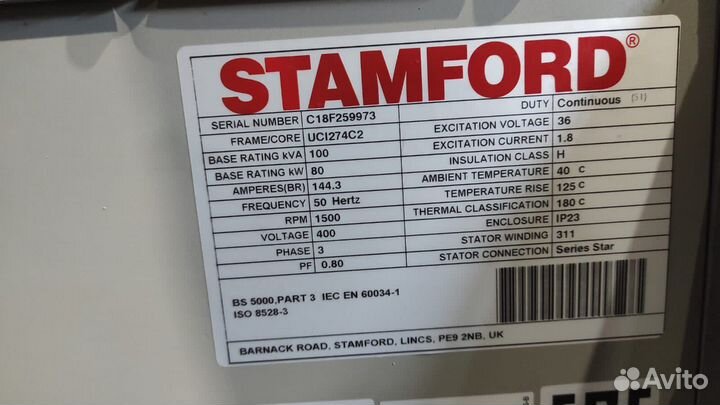 STAMFORD®
SERIAL NUMBER C18F259973
FRAME/CORE UCI274C2
BASE RATING kVA 100
BASE RATING kW 80
AMPERES(BR) 144.3
FREQUENCY 50 Hertz
RPM 1500
VOLTAGE 400
PHASE 3
PF 0.80
DUTY Continuous (S1)
EXCITATION VOLTAGE 36
EXCITATION CURRENT 1.8
INSULATION CLASS H
AMBIENT TEMPERATURE 40 C
TEMPERATURE RISE 125 C
THERMAL CLASSIFICATION 180 C
ENCLOSURE IP23
STATOR WINDING 311
STATOR CONNECTION Series Star
BS 5000,PART 3 IEC EN 60034-1
ISO 8528-3
BARNACK ROAD, STAMFORD, LINCS, PE9 2NB, UK
Avito